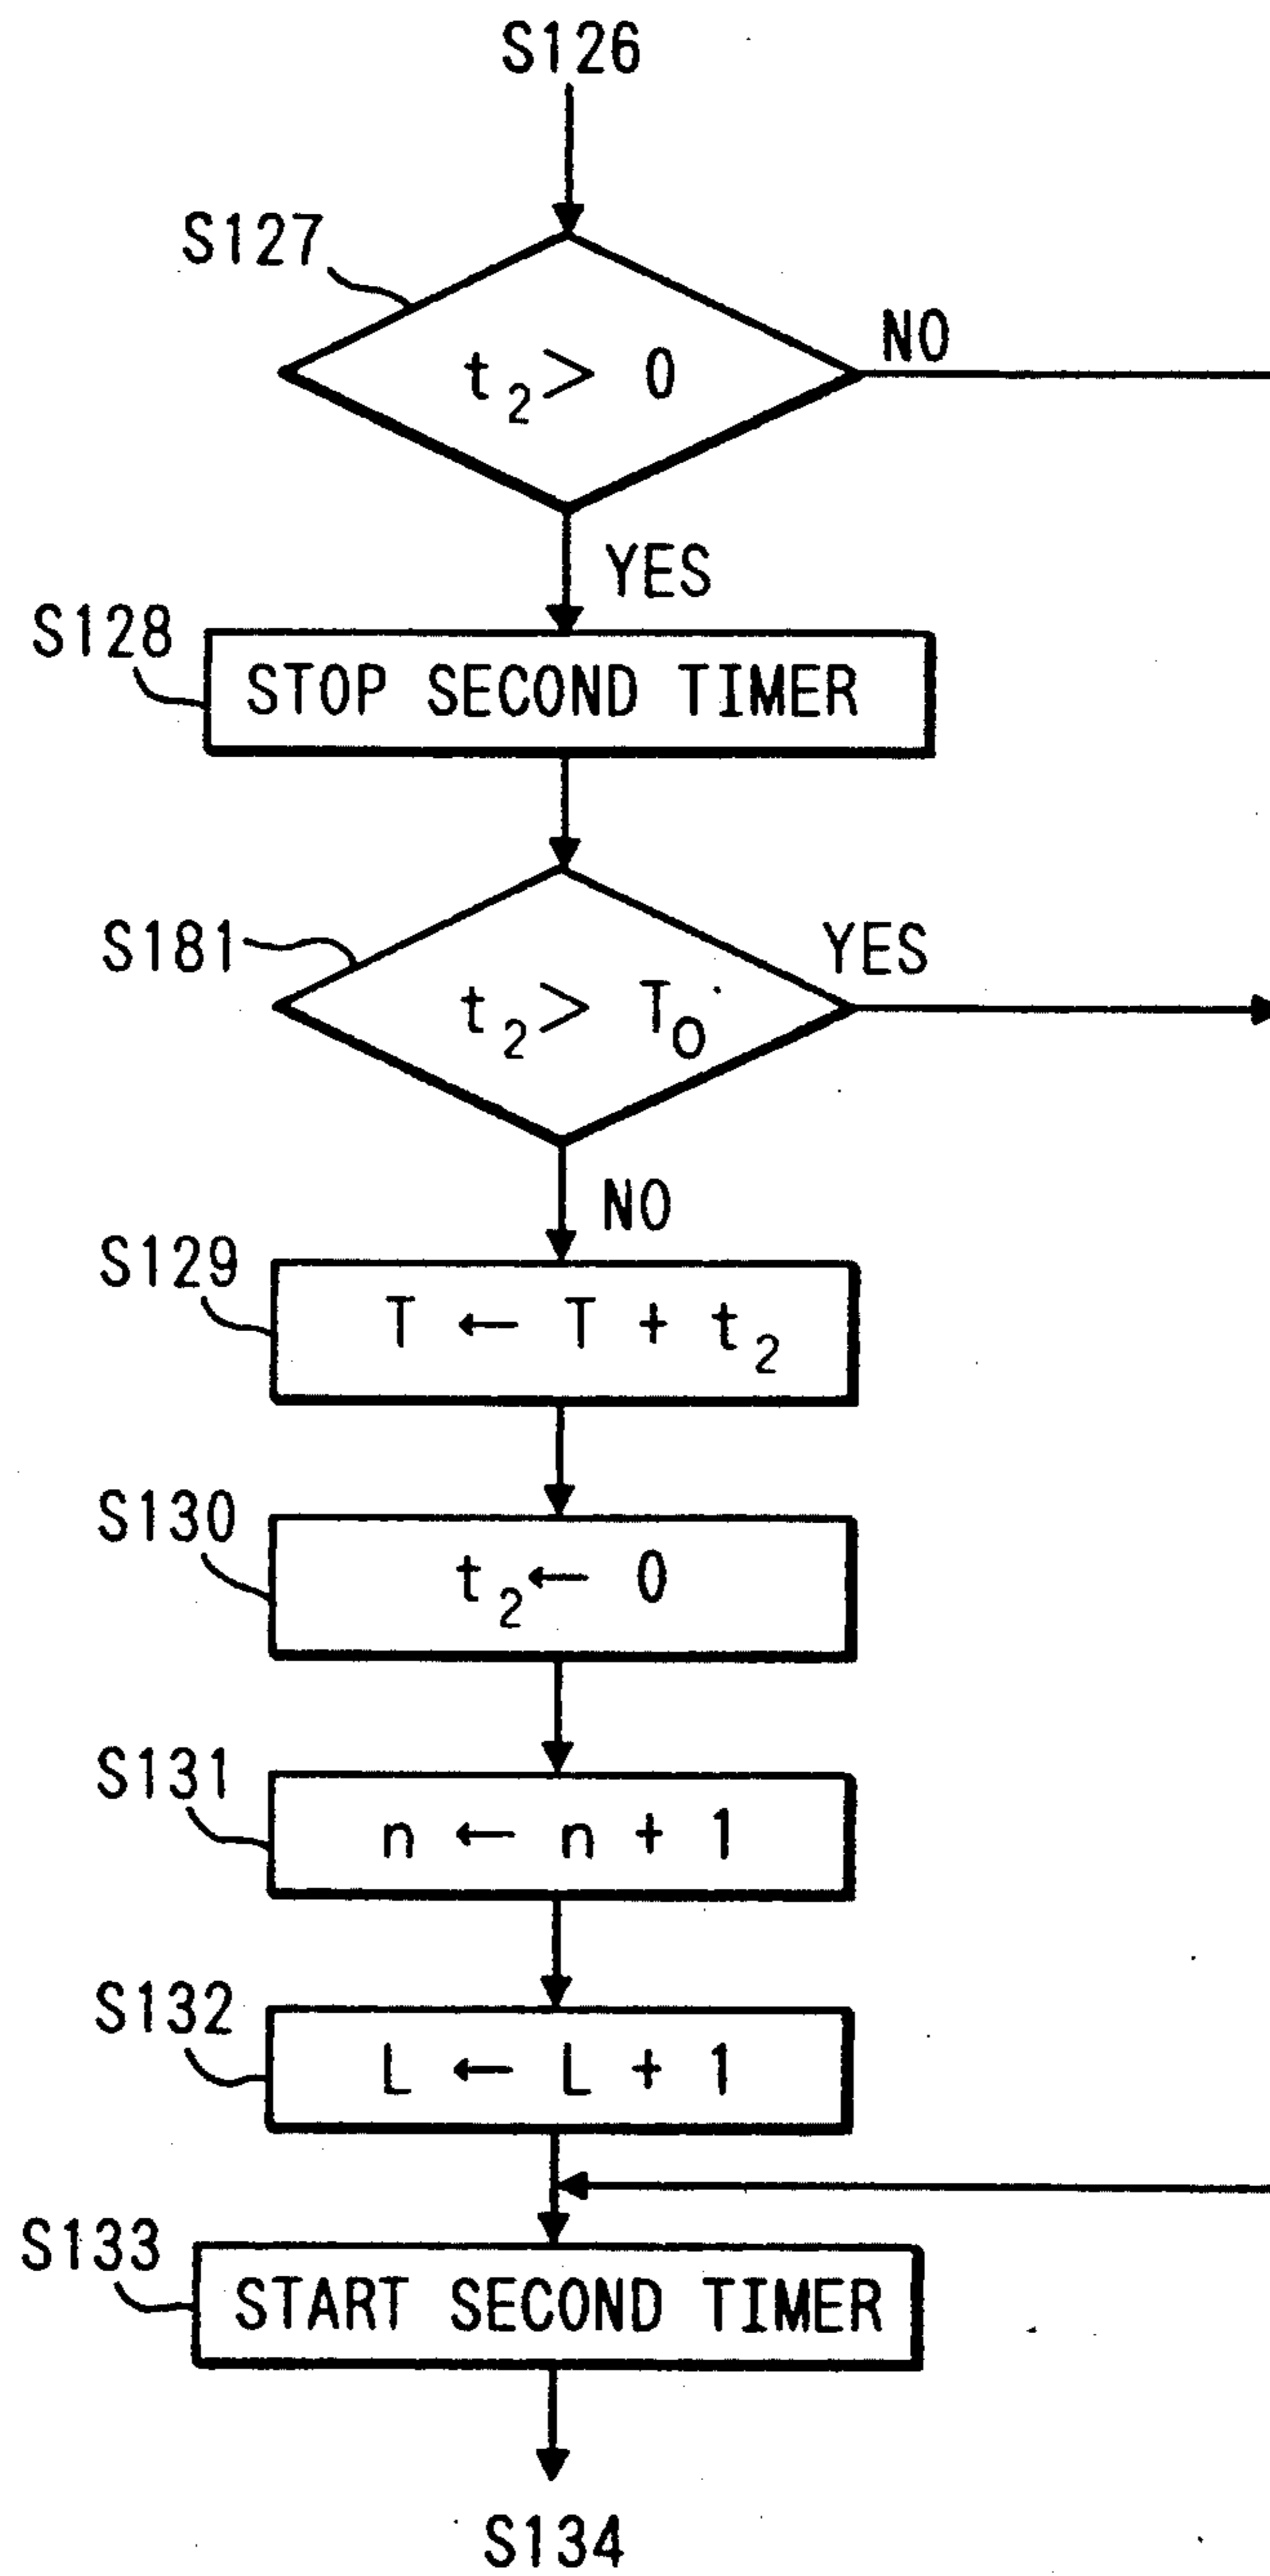 S126
S127
t₂ > 0
NO
YES
S128
STOP SECOND TIMER
S181
t₂ > T₀
YES
NO
S129
T ← T + t₂
S130
t₂ ← 0
S131
n ← n + 1
S132
L ← L + 1
S133
START SECOND TIMER
S134